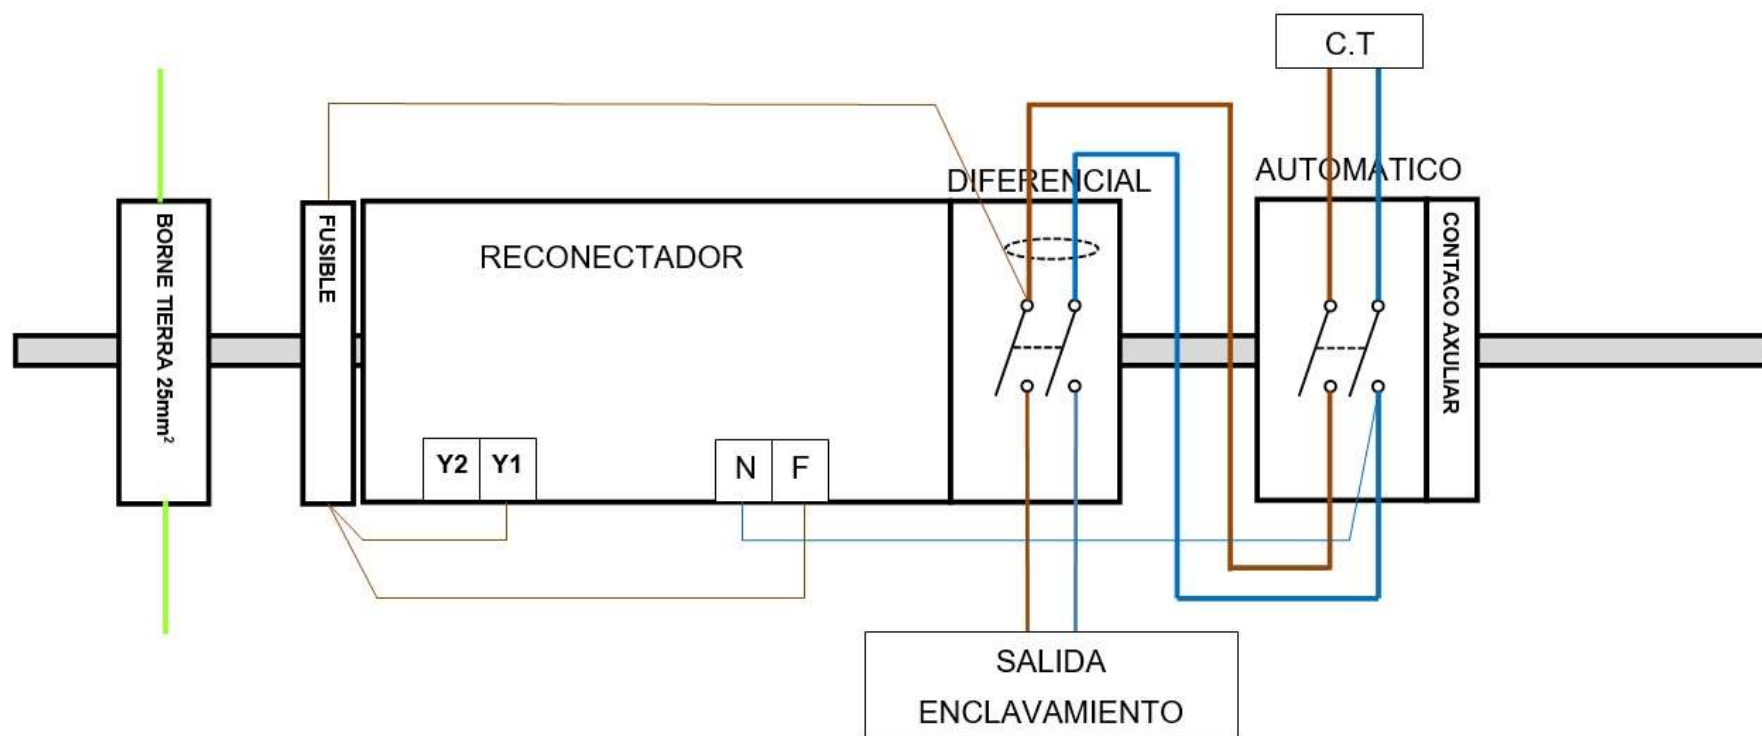 C.T
DIFERENCIAL
AUTOMATICO
BORNE TIERRA 25mm²
FUSIBLE
RECONECTADOR
CONTACO AXULIAR
Y2
Y1
N
F
SALIDA
ENCLAVAMIENTO